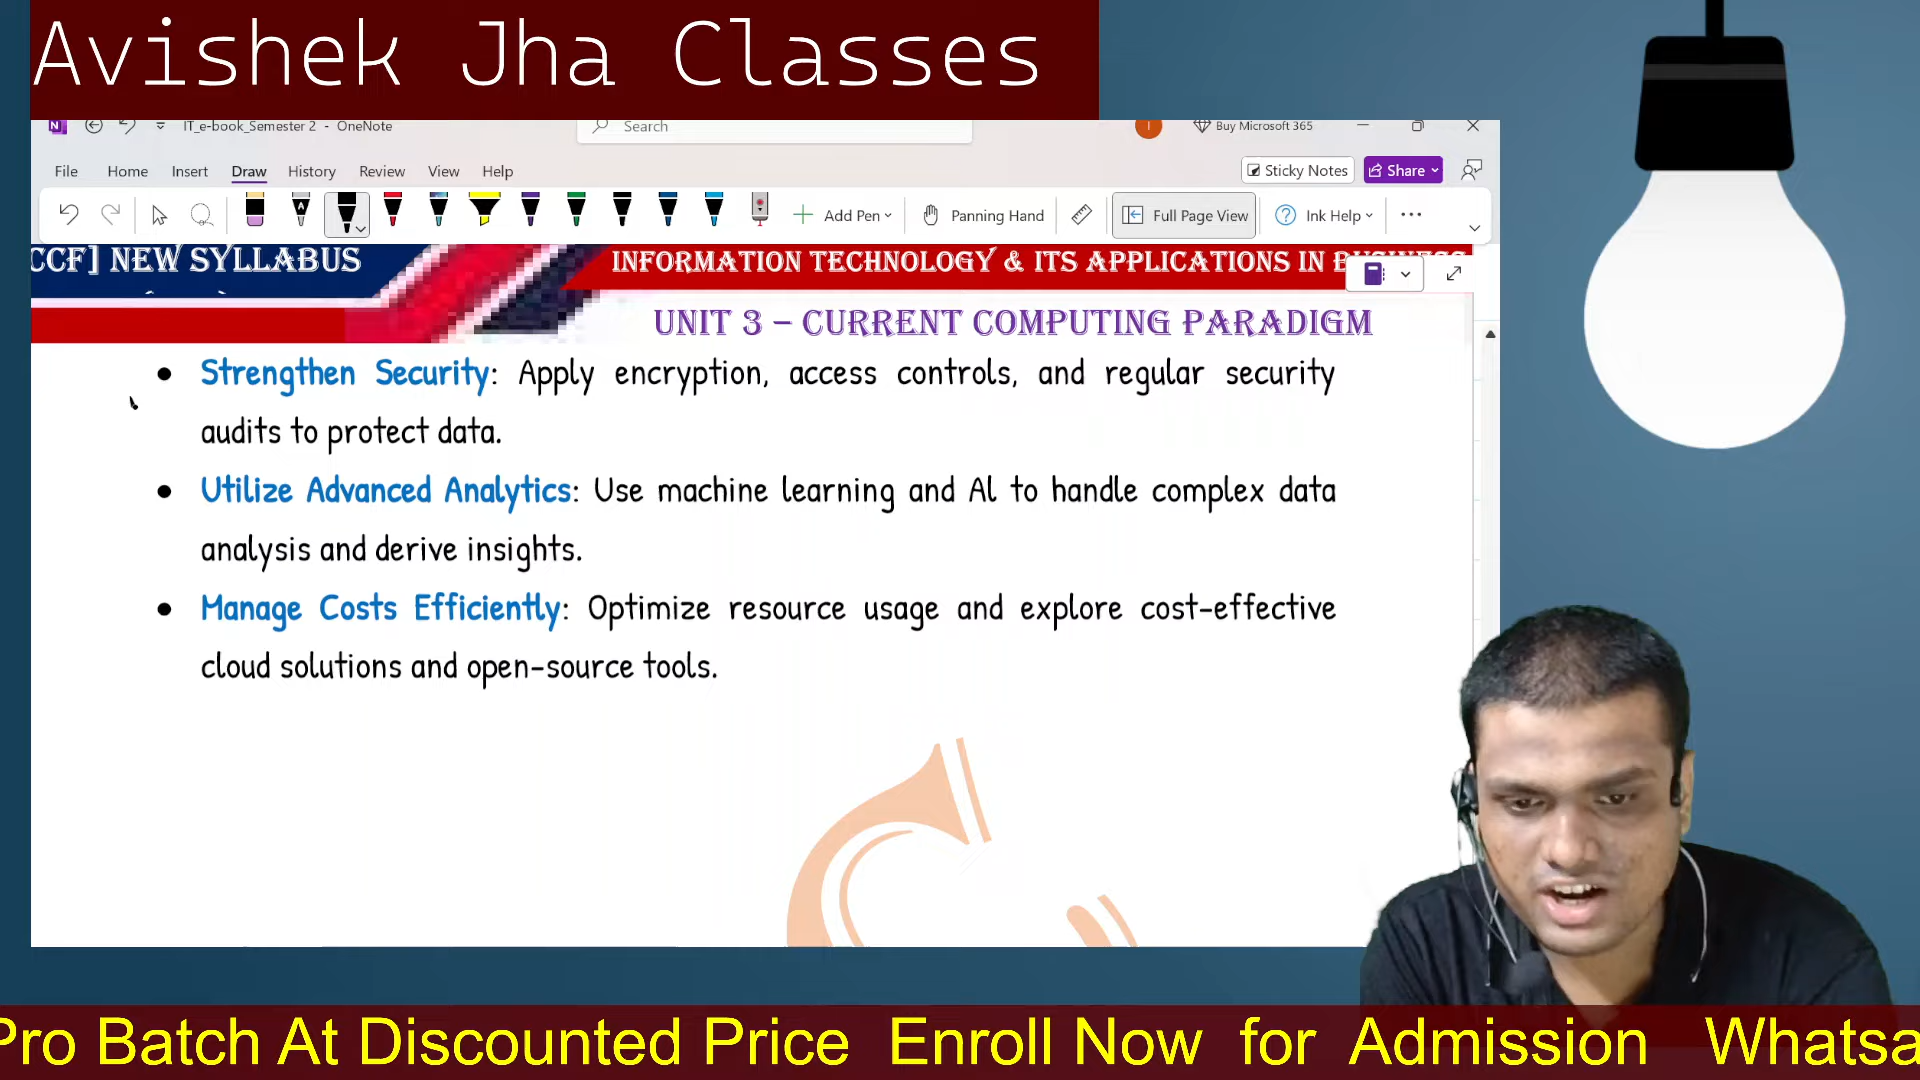 Avishek Jha Classes
IT_e-book_Semester 2 - OneNote
Search
Buy Microsoft 365
File Home Insert Draw History Review View Help
Sticky Notes
Share
Add Pen
Panning Hand
Full Page View
Ink Help
CCF] NEW SYLLABUS
INFORMATION TECHNOLOGY & ITS APPLICATIONS IN BUSINESS
UNIT 3 – CURRENT COMPUTING PARADIGM
• Strengthen Security: Apply encryption, access controls, and regular security
audits to protect data.
• Utilize Advanced Analytics: Use machine learning and Al to handle complex data
analysis and derive insights.
• Manage Costs Efficiently: Optimize resource usage and explore cost-effective
cloud solutions and open-source tools.
Pro Batch At Discounted Price Enroll Now for Admission Whatsa